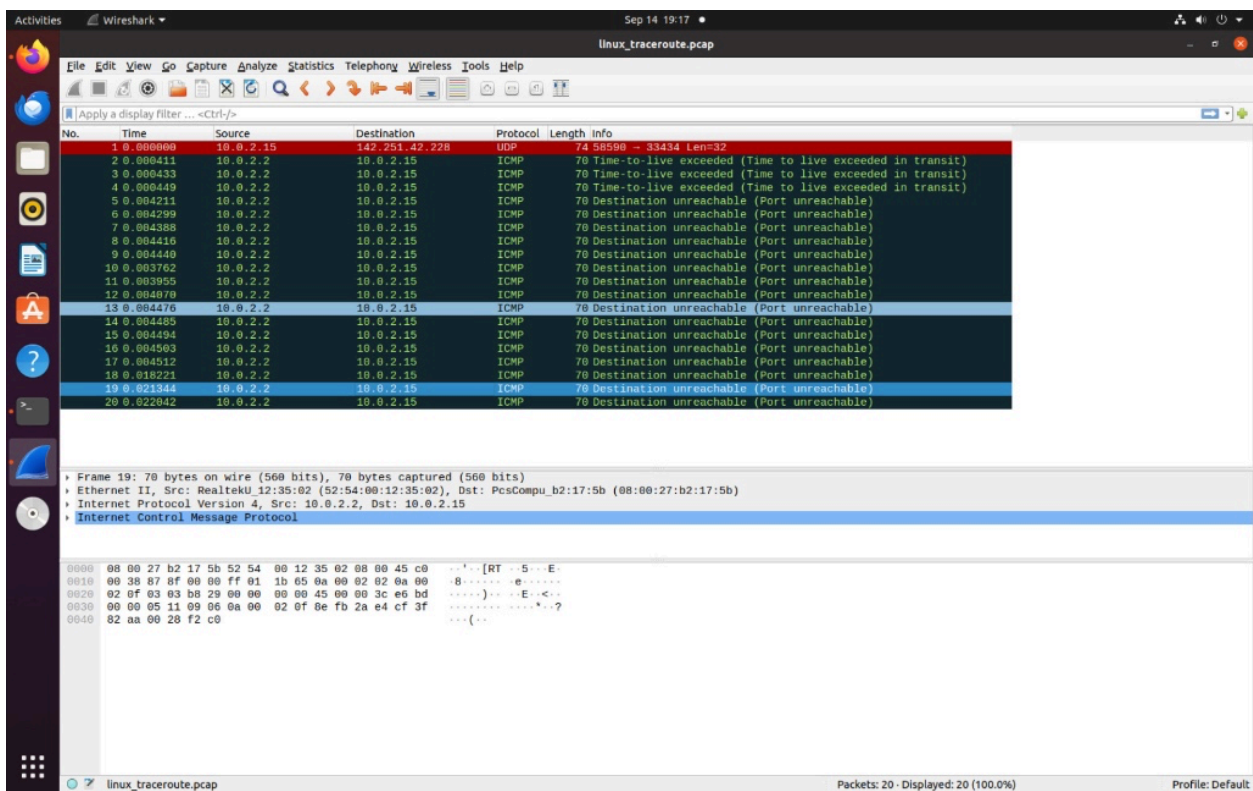 Activities Wireshark Sep 14 19:17
linux_traceroute.pcap
File Edit View Go Capture Analyze Statistics Telephony Wireless Tools Help
Apply a display filter ... <Ctrl-/>
No. Time Source Destination Protocol Length Info
1 0.000000 10.0.2.15 142.251.42.228 UDP 74 58590 → 33434 Len=32
2 0.000411 10.0.2.2 10.0.2.15 ICMP 70 Time-to-live exceeded (Time to live exceeded in transit)
3 0.000433 10.0.2.2 10.0.2.15 ICMP 70 Time-to-live exceeded (Time to live exceeded in transit)
4 0.000449 10.0.2.2 10.0.2.15 ICMP 70 Time-to-live exceeded (Time to live exceeded in transit)
5 0.004211 10.0.2.2 10.0.2.15 ICMP 70 Destination unreachable (Port unreachable)
6 0.004299 10.0.2.2 10.0.2.15 ICMP 70 Destination unreachable (Port unreachable)
7 0.004388 10.0.2.2 10.0.2.15 ICMP 70 Destination unreachable (Port unreachable)
8 0.004416 10.0.2.2 10.0.2.15 ICMP 70 Destination unreachable (Port unreachable)
9 0.004440 10.0.2.2 10.0.2.15 ICMP 70 Destination unreachable (Port unreachable)
10 0.003762 10.0.2.2 10.0.2.15 ICMP 70 Destination unreachable (Port unreachable)
11 0.003955 10.0.2.2 10.0.2.15 ICMP 70 Destination unreachable (Port unreachable)
12 0.004070 10.0.2.2 10.0.2.15 ICMP 70 Destination unreachable (Port unreachable)
13 0.004476 10.0.2.2 10.0.2.15 ICMP 70 Destination unreachable (Port unreachable)
14 0.004485 10.0.2.2 10.0.2.15 ICMP 70 Destination unreachable (Port unreachable)
15 0.004494 10.0.2.2 10.0.2.15 ICMP 70 Destination unreachable (Port unreachable)
16 0.004503 10.0.2.2 10.0.2.15 ICMP 70 Destination unreachable (Port unreachable)
17 0.004512 10.0.2.2 10.0.2.15 ICMP 70 Destination unreachable (Port unreachable)
18 0.018221 10.0.2.2 10.0.2.15 ICMP 70 Destination unreachable (Port unreachable)
19 0.021344 10.0.2.2 10.0.2.15 ICMP 70 Destination unreachable (Port unreachable)
20 0.022042 10.0.2.2 10.0.2.15 ICMP 70 Destination unreachable (Port unreachable)
Frame 19: 70 bytes on wire (560 bits), 70 bytes captured (560 bits)
Ethernet II, Src: RealtekU_12:35:02 (52:54:00:12:35:02), Dst: PcsCompu_b2:17:5b (08:00:27:b2:17:5b)
Internet Protocol Version 4, Src: 10.0.2.2, Dst: 10.0.2.15
Internet Control Message Protocol
0000 08 00 27 b2 17 5b 52 54 00 12 35 02 08 00 45 c0 ··'··[RT ··5···E·
0010 00 38 87 8f 00 00 ff 01 1b 65 0a 00 02 02 0a 00 ·8······ ·e······
0020 02 0f 03 03 b8 29 00 00 00 00 45 00 00 3c e6 bd ·····)·· ··E··<··
0030 00 00 05 11 09 06 0a 00 02 0f 8e fb 2a e4 cf 3f ········ ····*··?
0040 82 aa 00 28 f2 c0 ···(··
linux_traceroute.pcap Packets: 20 · Displayed: 20 (100.0%) Profile: Default